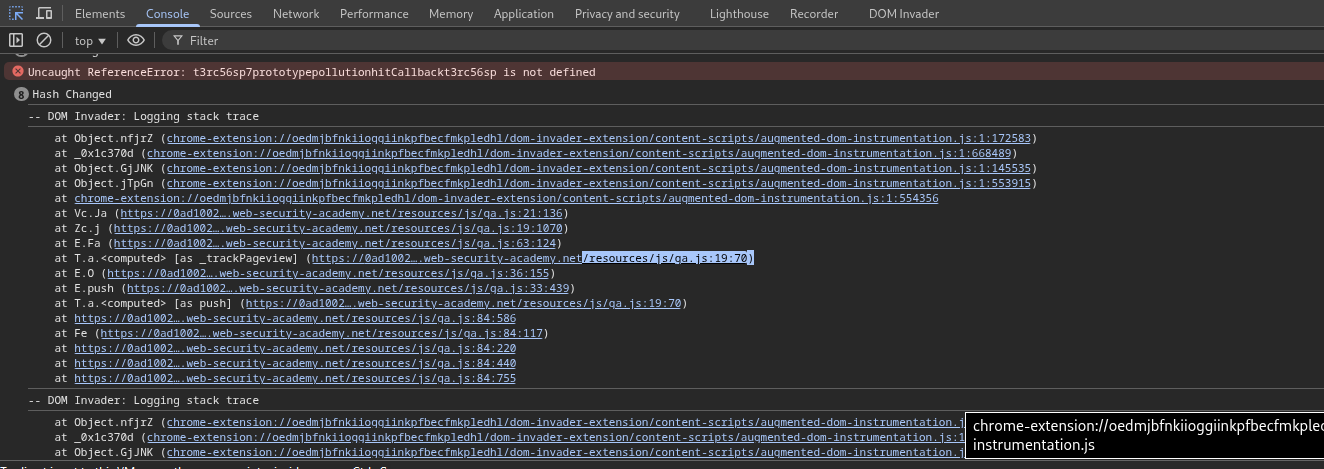 Elements Console Sources Network Performance Memory Application Privacy and security Lighthouse Recorder DOM Invader
top ▼ Filter
Uncaught ReferenceError: t3rc56sp7prototypepollutionhitCallbackt3rc56sp is not defined
8 Hash Changed
-- DOM Invader: Logging stack trace
at Object.nfjrZ (chrome-extension://oedmjbfnkiioggiinkpfbecfmkpledhl/dom-invader-extension/content-scripts/augmented-dom-instrumentation.js:1:172583)
at _0x1c370d (chrome-extension://oedmjbfnkiioggiinkpfbecfmkpledhl/dom-invader-extension/content-scripts/augmented-dom-instrumentation.js:1:668489)
at Object.GjJNK (chrome-extension://oedmjbfnkiioggiinkpfbecfmkpledhl/dom-invader-extension/content-scripts/augmented-dom-instrumentation.js:1:145535)
at Object.jTpGn (chrome-extension://oedmjbfnkiioggiinkpfbecfmkpledhl/dom-invader-extension/content-scripts/augmented-dom-instrumentation.js:1:553915)
at chrome-extension://oedmjbfnkiioggiinkpfbecfmkpledhl/dom-invader-extension/content-scripts/augmented-dom-instrumentation.js:1:554356
at Vc.Ja (https://0ad1002….web-security-academy.net/resources/js/ga.js:21:136)
at Zc.j (https://0ad1002….web-security-academy.net/resources/js/ga.js:19:1070)
at E.Fa (https://0ad1002….web-security-academy.net/resources/js/ga.js:63:124)
at T.a.<computed> [as _trackPageview] (https://0ad1002….web-security-academy.net/resources/js/ga.js:19:70)
at E.O (https://0ad1002….web-security-academy.net/resources/js/ga.js:36:155)
at E.push (https://0ad1002….web-security-academy.net/resources/js/ga.js:33:439)
at T.a.<computed> [as push] (https://0ad1002….web-security-academy.net/resources/js/ga.js:19:70)
at https://0ad1002….web-security-academy.net/resources/js/ga.js:84:586
at Fe (https://0ad1002….web-security-academy.net/resources/js/ga.js:84:117)
at https://0ad1002….web-security-academy.net/resources/js/ga.js:84:220
at https://0ad1002….web-security-academy.net/resources/js/ga.js:84:440
at https://0ad1002….web-security-academy.net/resources/js/ga.js:84:755
-- DOM Invader: Logging stack trace
at Object.nfjrZ (chrome-extension://oedmjbfnkiioggiinkpfbecfmkpledhl/dom-invader-extension/content-scripts/augmented-dom-instrumentation.j
at _0x1c370d (chrome-extension://oedmjbfnkiioggiinkpfbecfmkpledhl/dom-invader-extension/content-scripts/augmented-dom-instrumentation.js:1
at Object.GjJNK (chrome-extension://oedmjbfnkiioggiinkpfbecfmkpledhl/dom-invader-extension/content-scripts/augmented-dom-instrumentation.j
chrome-extension://oedmjbfnkiioggiinkpfbecfmkplec
instrumentation.js